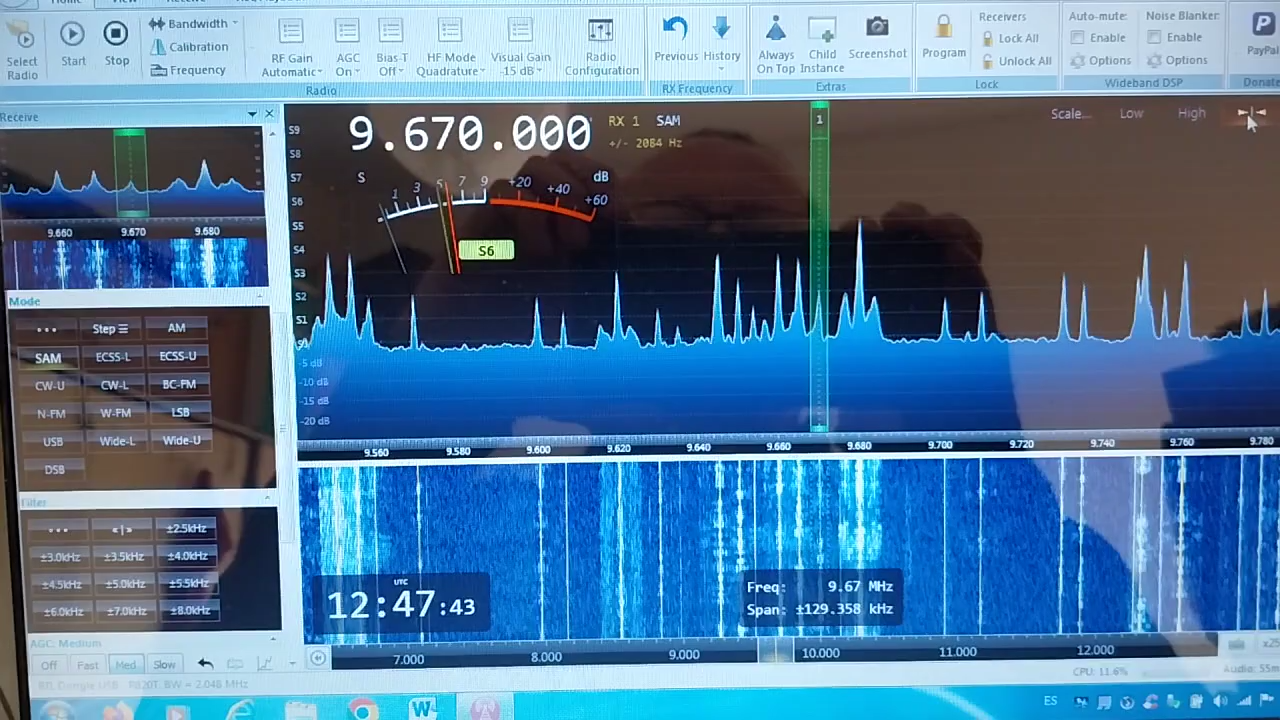 Bandwidth
Calibration
Frequency
Select Radio
Start
Stop
RF Gain Automatic
AGC On
Bias-T Off
HF Mode Quadrature
Visual Gain -15 dB
Radio Configuration
Radio
Previous
History
RX Frequency
Always On Top
Child Instance
Screenshot
Extras
Program
Receivers
Lock All
Unlock All
Lock
Auto-mute:
Enable
Options
Noise Blanker:
Enable
Options
Wideband DSP
PayPal
Donate
Receive
9.660 9.670 9.680
Mode
... Step AM
SAM ECSS-L ECSS-U
CW-U CW-L BC-FM
N-FM W-FM LSB
USB Wide-L Wide-U
DSB
Filter
... ±2.5kHz
±3.0kHz ±3.5kHz ±4.0kHz
±4.5kHz ±5.0kHz ±5.5kHz
±6.0kHz ±7.0kHz ±8.0kHz
AGC: Medium
Off Fast Med Slow
RTL Dongle USB R820T: BW = 2.048 MHz
9.670.000
RX 1 SAM
+/- 2084 Hz
S 1 3 5 7 9 +20 +40 +60 dB
S6
1
Scale... Low High
S9
S8
S7
S6
S5
S4
S3
S2
S1
-5 dB
-10 dB
-15 dB
-20 dB
9.560 9.580 9.600 9.620 9.640 9.660 9.680 9.700 9.720 9.740 9.760 9.780
UTC
12:47:43
Freq: 9.67 MHz
Span: ±129.358 kHz
7.000 8.000 9.000 10.000 11.000 12.000
CPU: 11.6%
Audio: 55m
ES